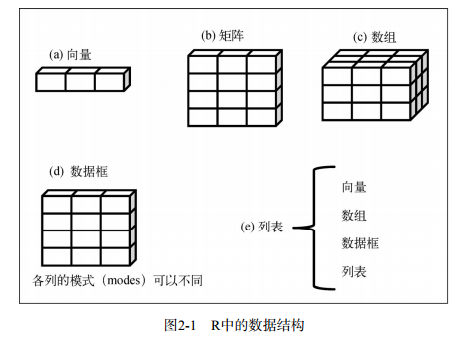 (a) 向量
(b) 矩阵
(c) 数组
(d) 数据框
各列的模式（modes）可以不同
(e) 列表
向量
数组
数据框
列表
图2-1 R中的数据结构